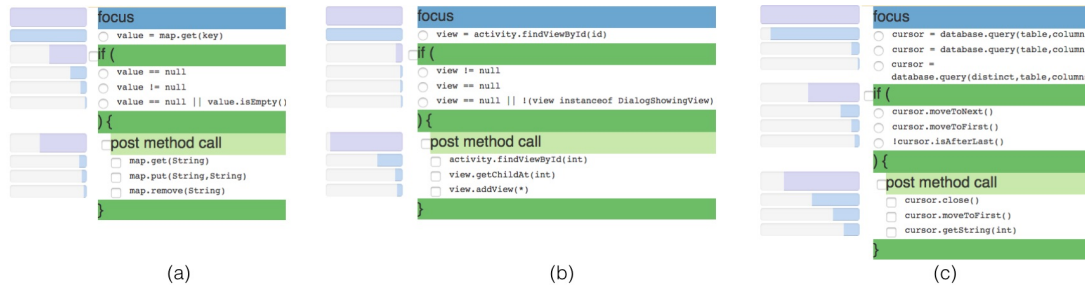 focus
value = map.get(key)
if (
value == null
value != null
value == null || value.isEmpty()
) {
post method call
map.get(String)
map.put(String,String)
map.remove(String)
}
(a)
focus
view = activity.findViewById(id)
if (
view != null
view == null
view == null || !(view instanceof DialogShowingView)
) {
post method call
activity.findViewById(int)
view.getChildAt(int)
view.addView(*)
}
(b)
focus
cursor = database.query(table,column
cursor = database.query(table,column
cursor =
database.query(distinct,table,column
if (
cursor.moveToNext()
cursor.moveToFirst()
!cursor.isAfterLast()
) {
post method call
cursor.close()
cursor.moveToFirst()
cursor.getString(int)
}
(c)